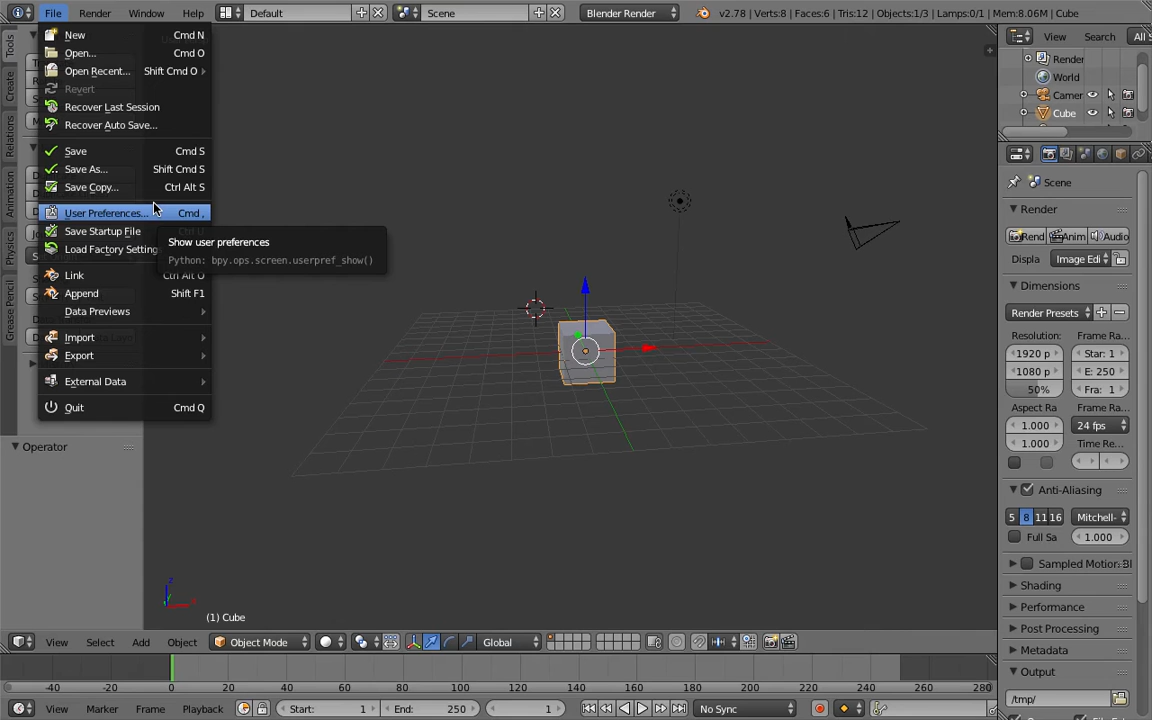 File Render Window Help Default Scene Blender Render v2.78 | Verts:8 | Faces:6 | Tris:12 | Objects:1/3 | Lamps:0/1 | Mem:8.06M | Cube
New Cmd N
Open... Cmd O
Open Recent... Shift Cmd O
Revert
Recover Last Session
Recover Auto Save...
Save Cmd S
Save As... Shift Cmd S
Save Copy... Ctrl Alt S
User Preferences... Cmd ,
Save Startup File Ctrl U
Load Factory Setting
Link Ctrl Alt O
Append Shift F1
Data Previews
Import
Export
External Data
Quit Cmd Q
Show user preferences
Python: bpy.ops.screen.userpref_show()
Tools
Create
Relations
Animation
Physics
Grease Pencil
Operator
z
(1) Cube
View Search All S
Render
World
Camer
Cube
Scene
Render
Rend Anim Audio
Displa Image Edi
Dimensions
Render Presets
Resolution: Frame Ra...
1920 p Start: 1
1080 p E: 250
50% Fra: 1
Aspect Ra Frame Ra...
1.000 24 fps
1.000 Time Re...
Anti-Aliasing
5 8 11 16 Mitchell-
Full Sa 1.000
Sampled Motion Bl
Shading
Performance
Post Processing
Metadata
Output
/tmp/
View Select Add Object Object Mode Global
-40 -20 0 20 40 60 80 100 120 140 160 180 200 220 240 260 280
View Marker Frame Playback Start: 1 End: 250 1 No Sync